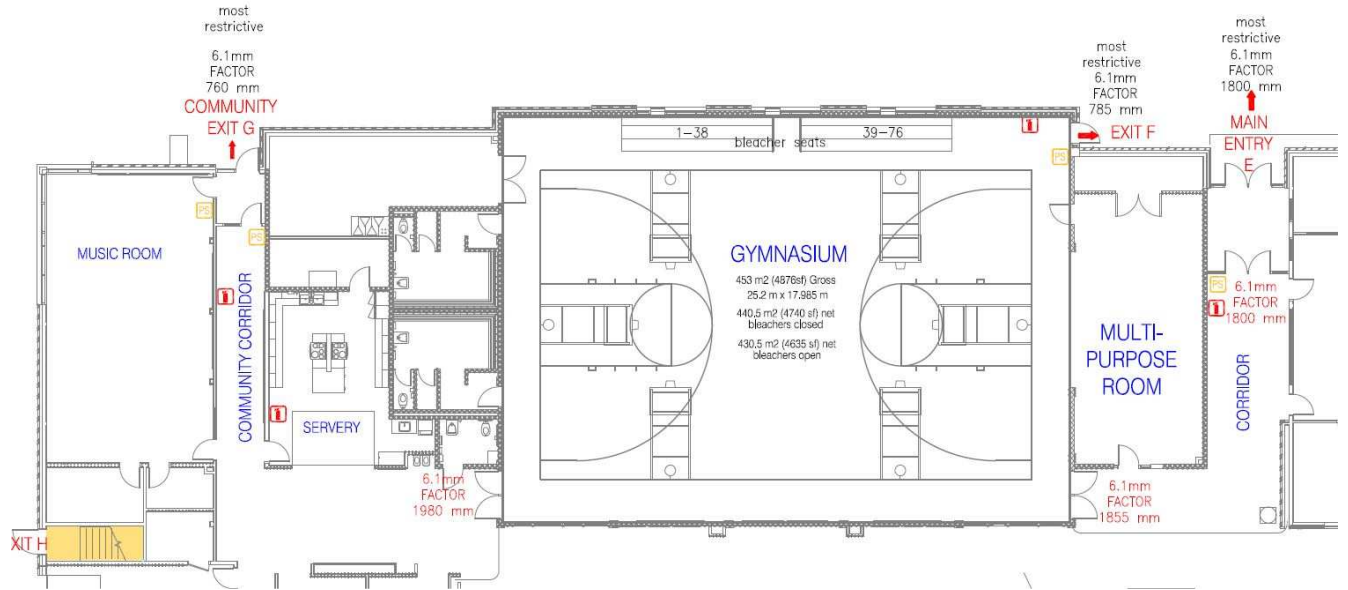 most
restrictive
6.1mm
FACTOR
760 mm
COMMUNITY
EXIT G
most
restrictive
6.1mm
FACTOR
785 mm
EXIT F
most
restrictive
6.1mm
FACTOR
1800 mm
MAIN
ENTRY
E
1-38
39-76
bleacher seats
PS
MUSIC ROOM
PS
COMMUNITY CORRIDOR
SERVERY
GYMNASIUM
453 m2 (4876sf) Gross
25.2 m x 17.985 m
440.5 m2 (4740 sf) net
bleachers closed
430.5 m2 (4635 sf) net
bleachers open
PS
MULTI-
PURPOSE
ROOM
PS
6.1mm
FACTOR
1800 mm
CORRIDOR
6.1mm
FACTOR
1980 mm
6.1mm
FACTOR
1855 mm
XIT H